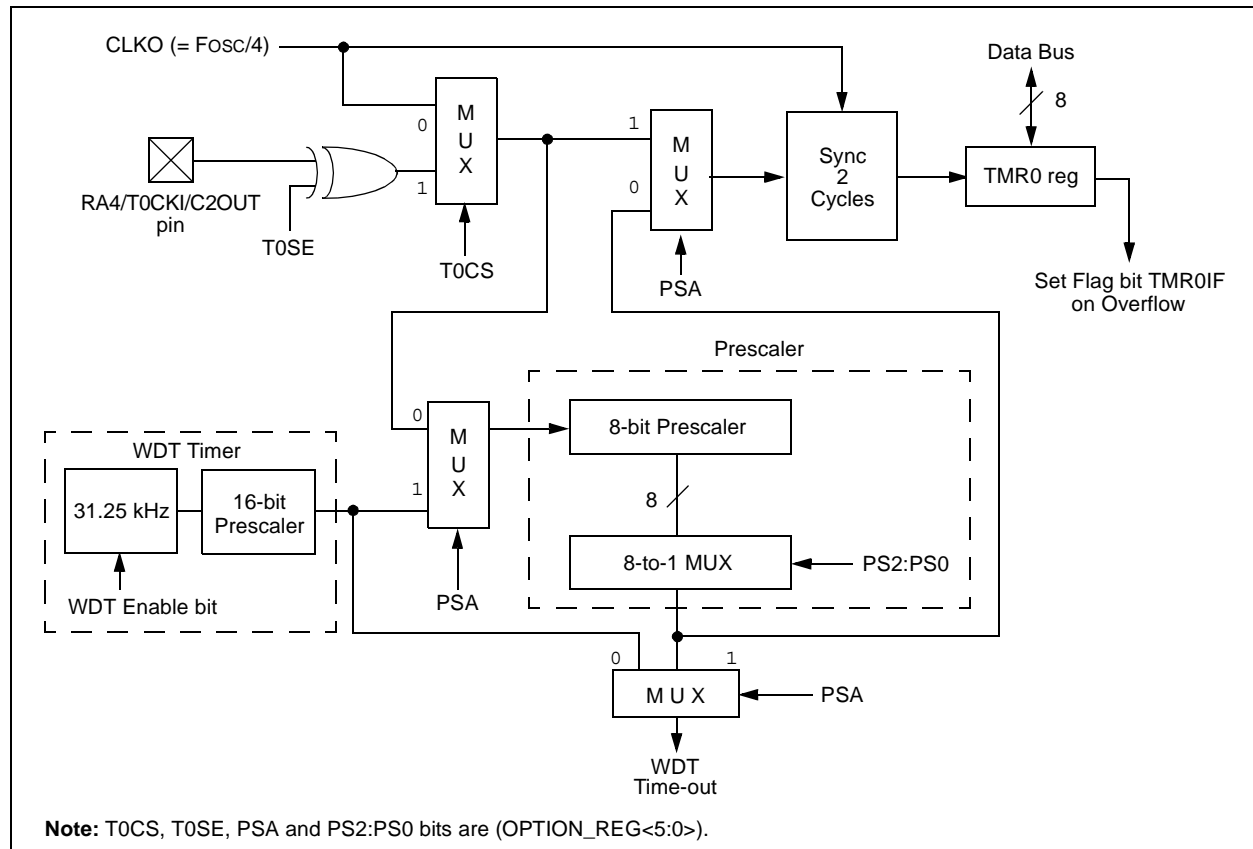 CLKO (= FOSC/4)
Data Bus
8
M
U
X
0
1
1
0
M
U
X
Sync
2
Cycles
TMR0 reg
RA4/T0CKI/C2OUT
pin
T0SE
T0CS
PSA
Set Flag bit TMR0IF
on Overflow
Prescaler
0
1
M
U
X
8-bit Prescaler
WDT Timer
31.25 kHz
16-bit
Prescaler
8
8-to-1 MUX
PS2:PS0
WDT Enable bit
PSA
0
1
M U X
PSA
WDT
Time-out
Note: T0CS, T0SE, PSA and PS2:PS0 bits are (OPTION_REG<5:0>).